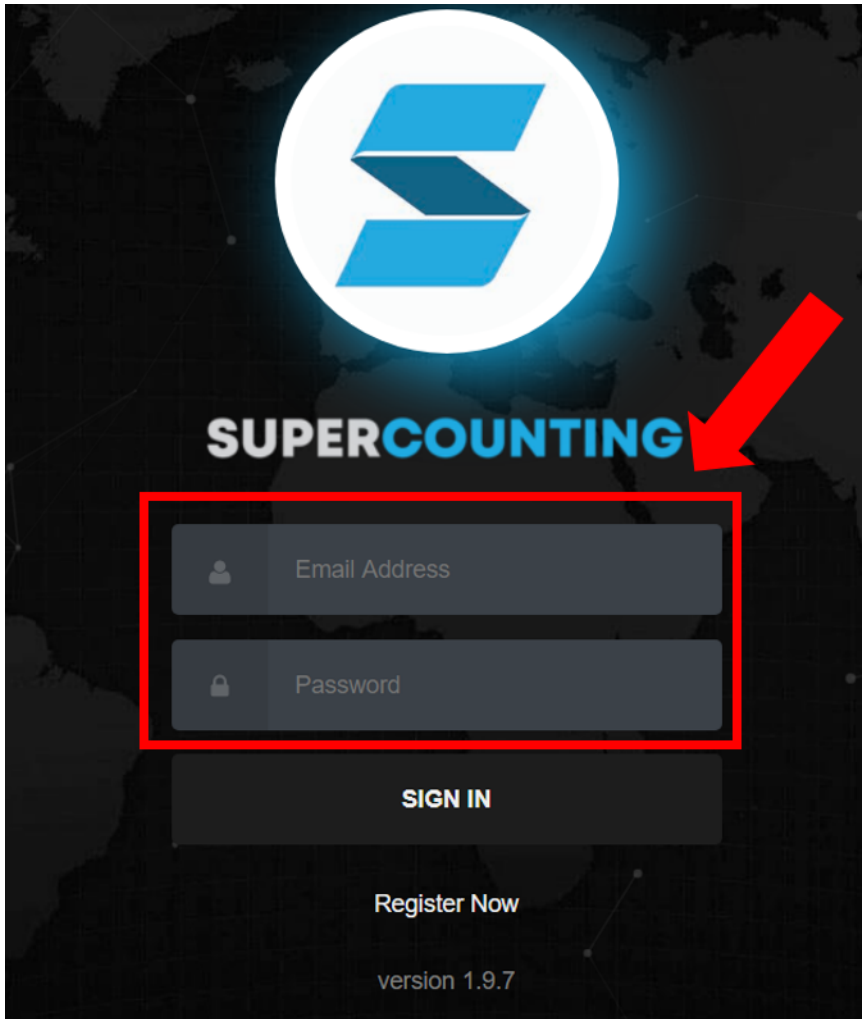 SUPERCOUNTING
Email Address
Password
SIGN IN
Register Now
version 1.9.7